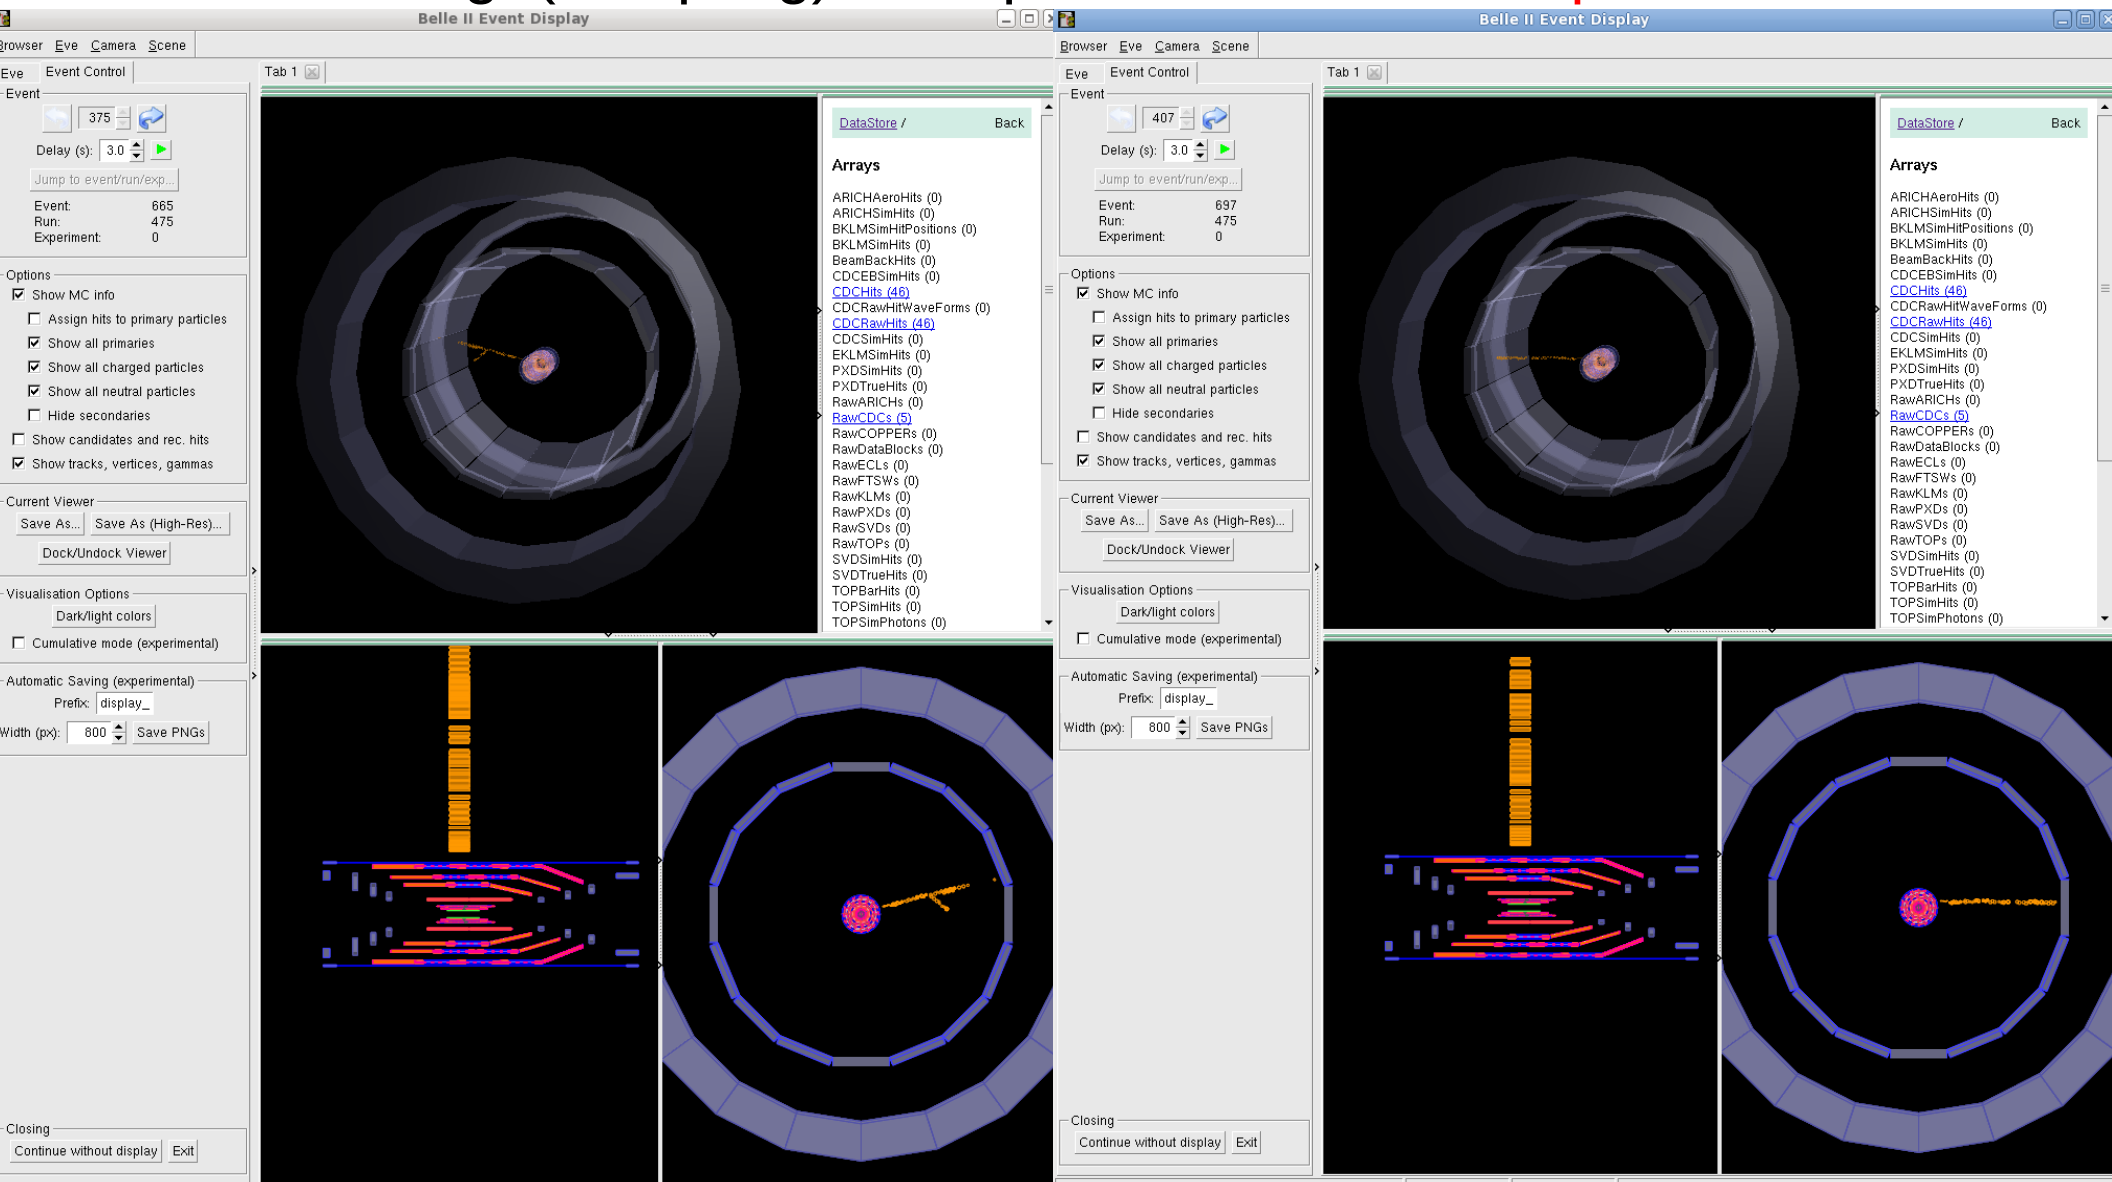 Belle II Event Display
Browser Eve Camera Scene
Eve Event Control
Tab 1
Event
375
Delay (s): 3.0
Jump to event/run/exp...
Event: 665
Run: 475
Experiment: 0
Options
Show MC info
Assign hits to primary particles
Show all primaries
Show all charged particles
Show all neutral particles
Hide secondaries
Show candidates and rec. hits
Show tracks, vertices, gammas
Current Viewer
Save As... Save As (High-Res)...
Dock/Undock Viewer
Visualisation Options
Dark/light colors
Cumulative mode (experimental)
Automatic Saving (experimental)
Prefix: display_
Width (px): 800 Save PNGs
Closing
Continue without display Exit
DataStore / Back
Arrays
ARICHAeroHits (0)
ARICHSimHits (0)
BKLMSimHitPositions (0)
BKLMSimHits (0)
BeamBackHits (0)
CDCEBSimHits (0)
CDCHits (46)
CDCRawHitWaveForms (0)
CDCRawHits (46)
CDCSimHits (0)
EKLMSimHits (0)
PXDSimHits (0)
PXDTrueHits (0)
RawARICHs (0)
RawCDCs (5)
RawCOPPERs (0)
RawDataBlocks (0)
RawECLs (0)
RawFTSWs (0)
RawKLMs (0)
RawPXDs (0)
RawSVDs (0)
RawTOPs (0)
SVDSimHits (0)
SVDTrueHits (0)
TOPBarHits (0)
TOPSimHits (0)
TOPSimPhotons (0)
Belle II Event Display
Browser Eve Camera Scene
Eve Event Control
Tab 1
Event
407
Delay (s): 3.0
Jump to event/run/exp...
Event: 697
Run: 475
Experiment: 0
Options
Show MC info
Assign hits to primary particles
Show all primaries
Show all charged particles
Show all neutral particles
Hide secondaries
Show candidates and rec. hits
Show tracks, vertices, gammas
Current Viewer
Save As... Save As (High-Res)...
Dock/Undock Viewer
Visualisation Options
Dark/light colors
Cumulative mode (experimental)
Automatic Saving (experimental)
Prefix: display_
Width (px): 800 Save PNGs
Closing
Continue without display Exit
DataStore / Back
Arrays
ARICHAeroHits (0)
ARICHSimHits (0)
BKLMSimHitPositions (0)
BKLMSimHits (0)
BeamBackHits (0)
CDCEBSimHits (0)
CDCHits (46)
CDCRawHitWaveForms (0)
CDCRawHits (46)
CDCSimHits (0)
EKLMSimHits (0)
PXDSimHits (0)
PXDTrueHits (0)
RawARICHs (0)
RawCDCs (5)
RawCOPPERs (0)
RawDataBlocks (0)
RawECLs (0)
RawFTSWs (0)
RawKLMs (0)
RawPXDs (0)
RawSVDs (0)
RawTOPs (0)
SVDSimHits (0)
SVDTrueHits (0)
TOPBarHits (0)
TOPSimHits (0)
TOPSimPhotons (0)